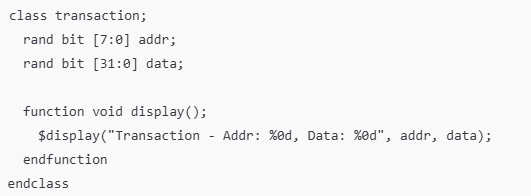 class transaction;
  rand bit [7:0] addr;
  rand bit [31:0] data;

  function void display();
    $display("Transaction - Addr: %0d, Data: %0d", addr, data);
  endfunction
endclass